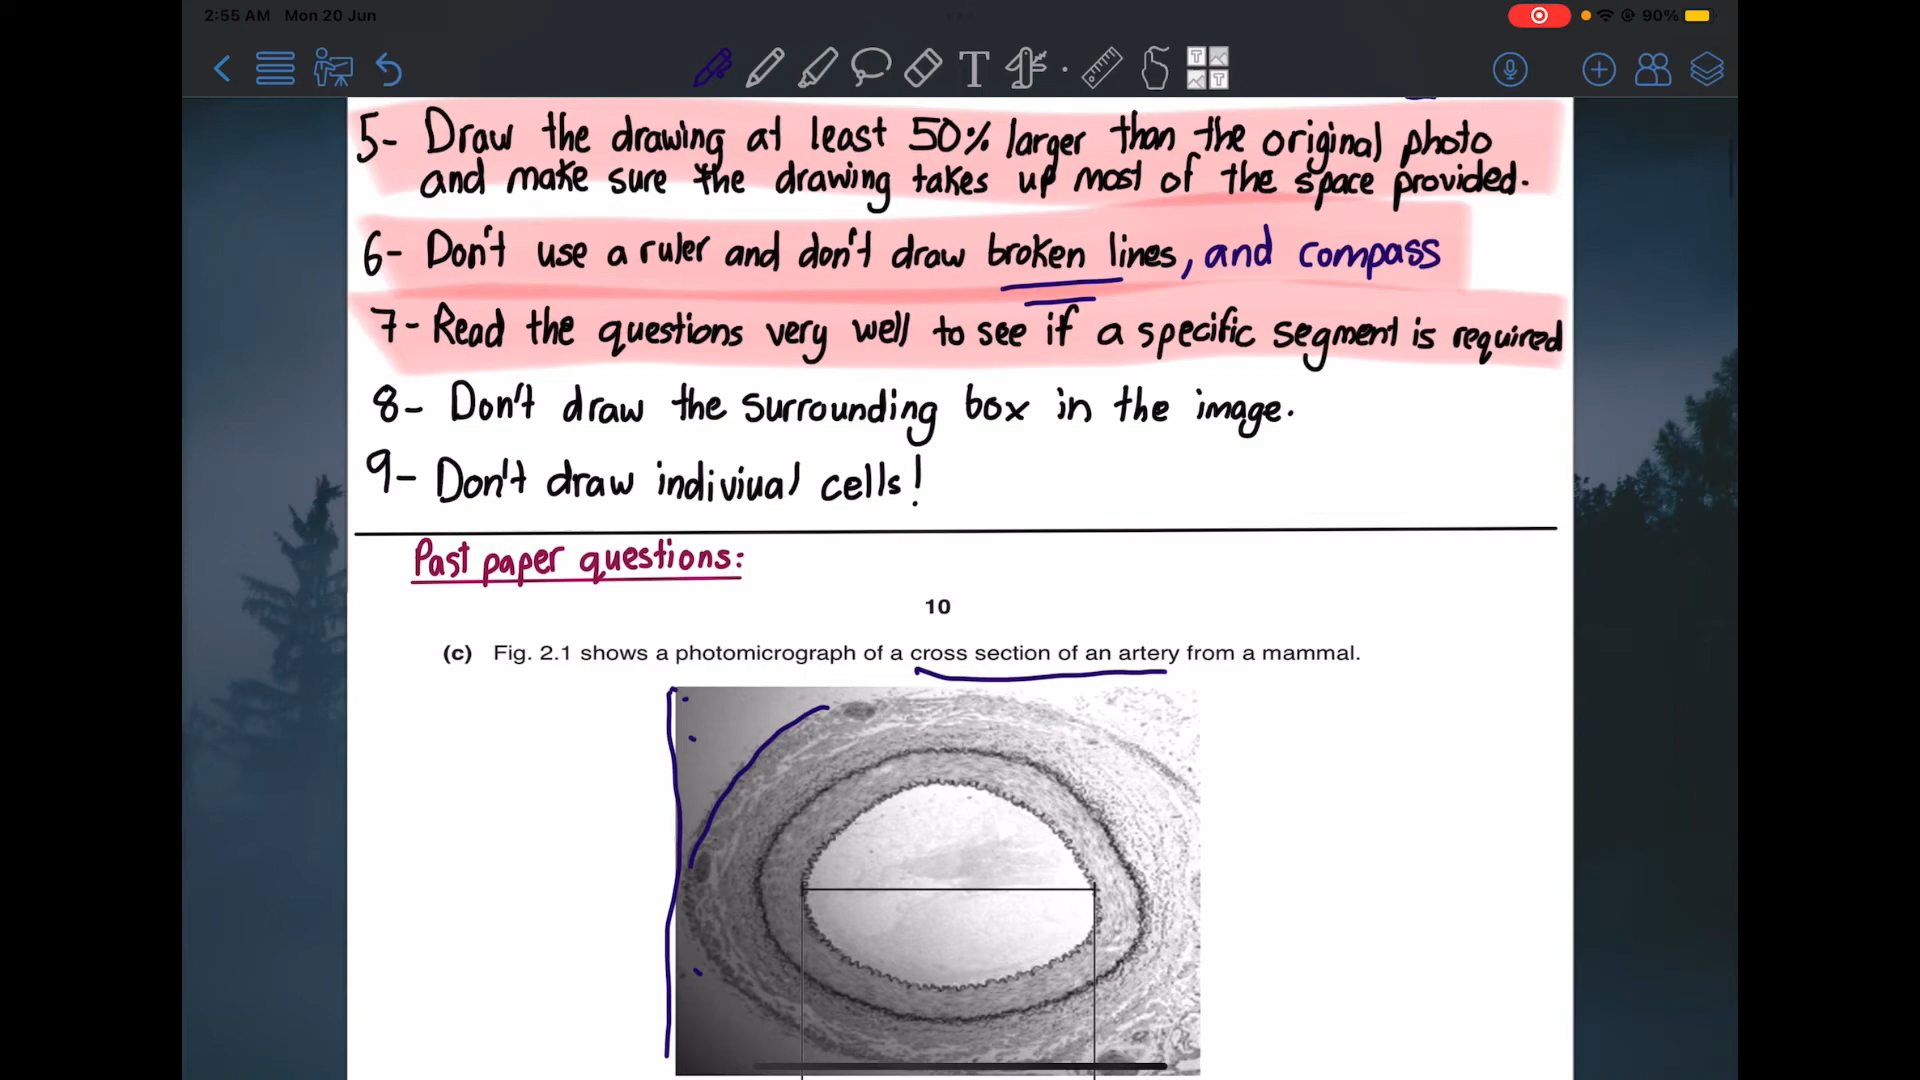 2:55 AM Mon 20 Jun
90%
T
T
T
5- Draw the drawing at least 50% larger than the original photo
and make sure the drawing takes up most of the space provided.
6- Don't use a ruler and don't draw broken lines, and compass
7- Read the questions very well to see if a specific segment is required
8- Don't draw the surrounding box in the image.
9- Don't draw indiviual cells!
Past paper questions:
10
(c) Fig. 2.1 shows a photomicrograph of a cross section of an artery from a mammal.